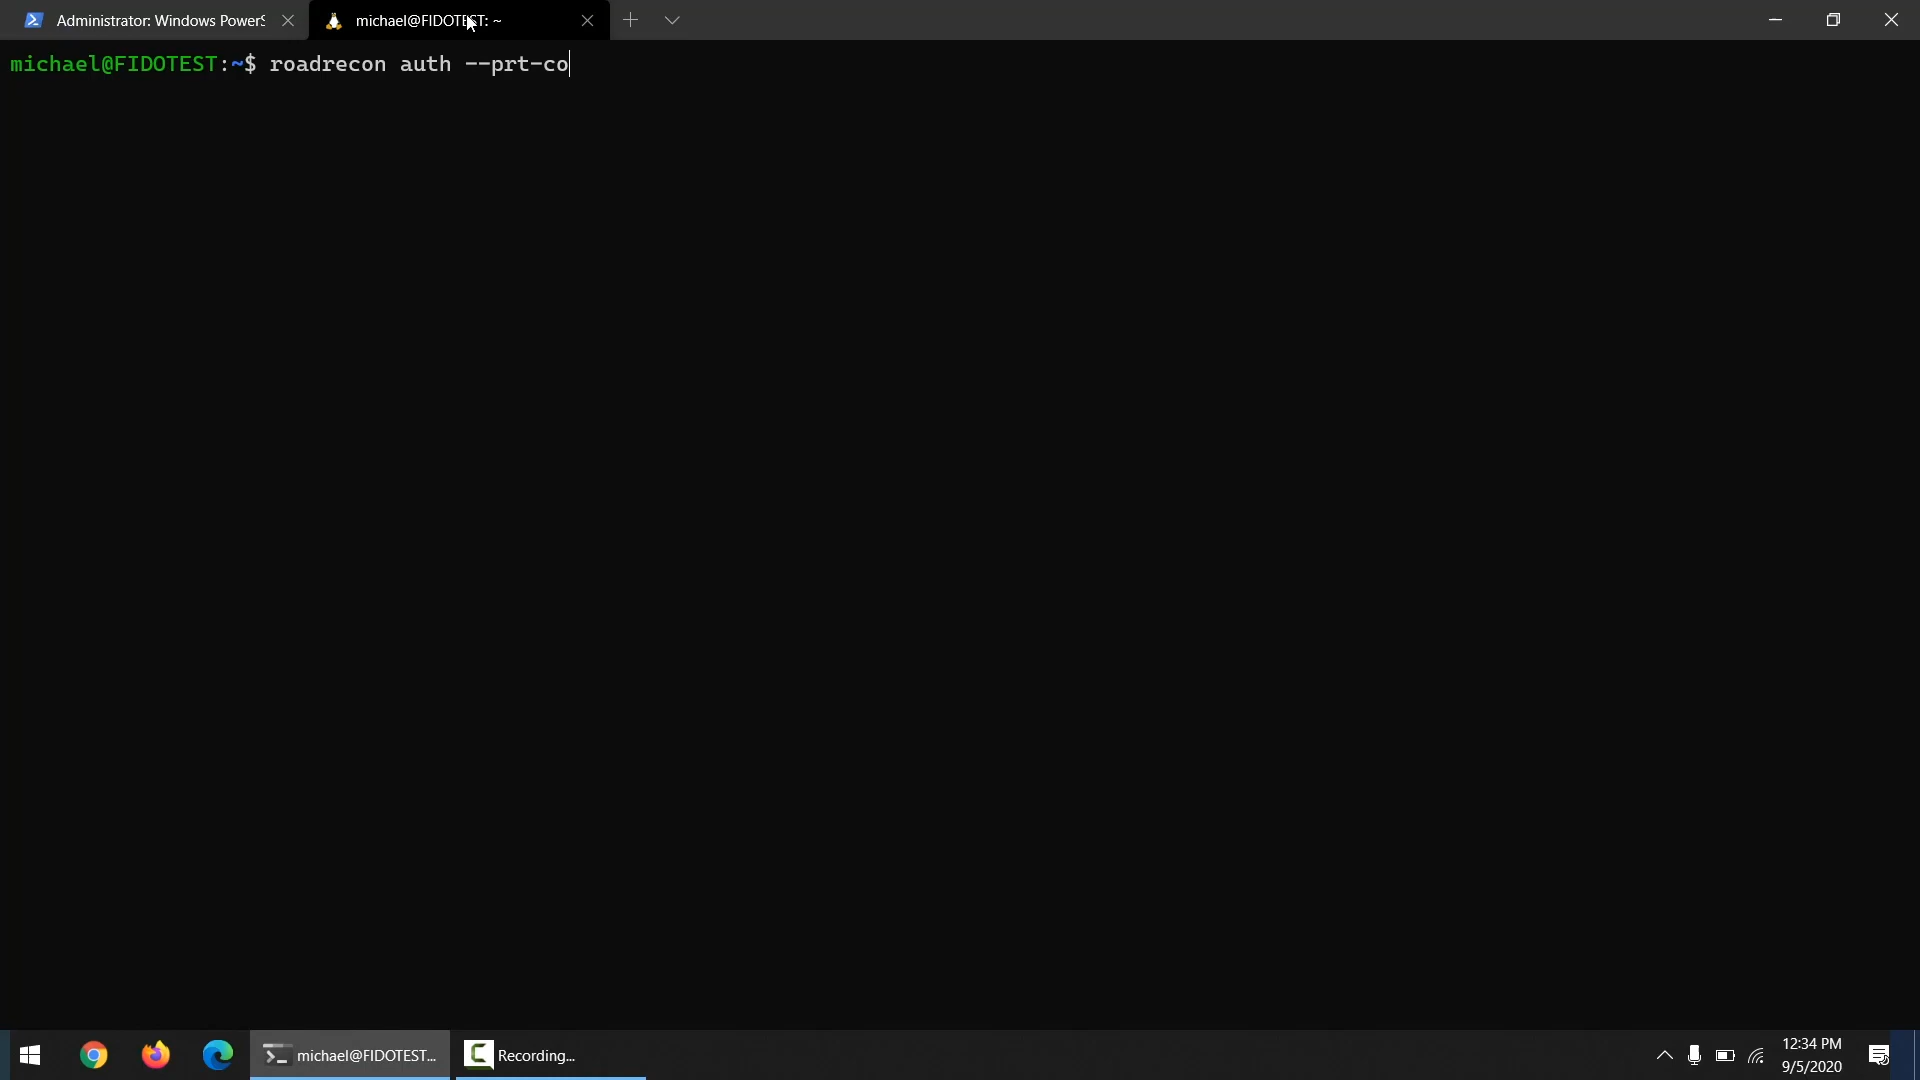 Administrator: Windows PowerS
michael@FIDOTEST: ~
michael@FIDOTEST:~$ roadrecon auth --prt-co
michael@FIDOTEST...
Recording...
12:34 PM
9/5/2020